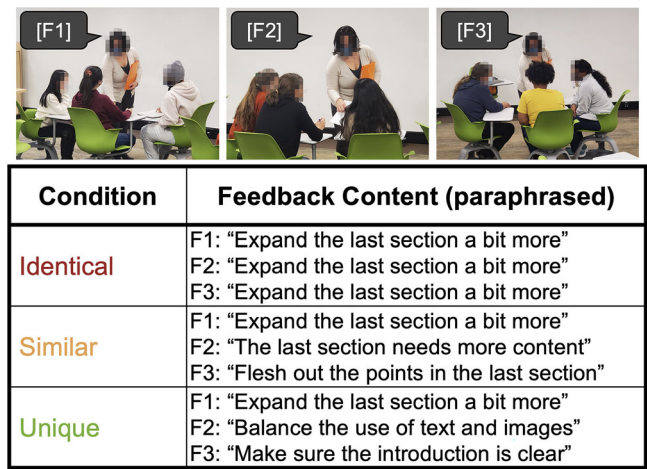 [F1]
[F2]
[F3]
Condition
Feedback Content (paraphrased)
Identical
F1: “Expand the last section a bit more”
F2: “Expand the last section a bit more”
F3: “Expand the last section a bit more”
Similar
F1: “Expand the last section a bit more”
F2: “The last section needs more content”
F3: “Flesh out the points in the last section”
Unique
F1: “Expand the last section a bit more”
F2: “Balance the use of text and images”
F3: “Make sure the introduction is clear”